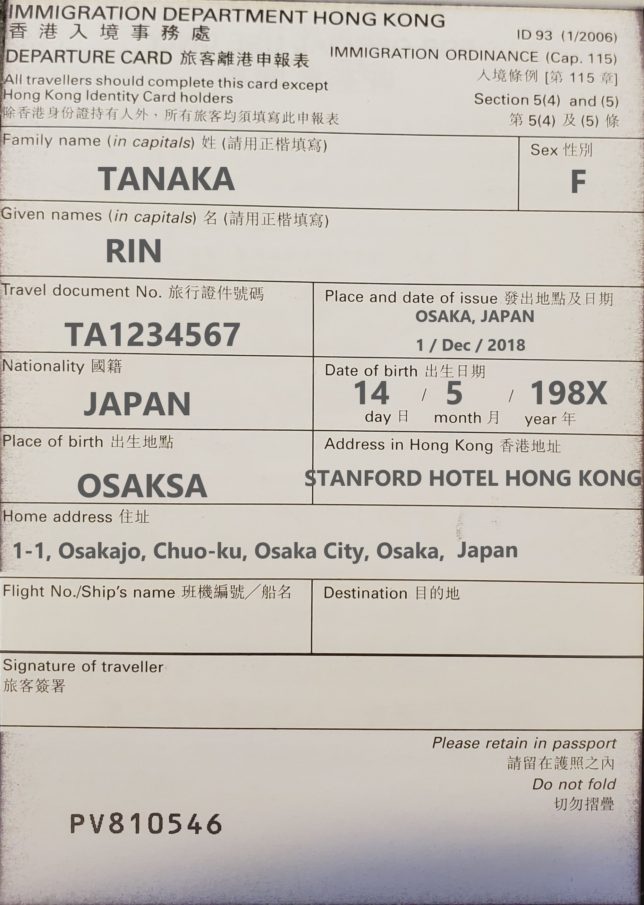 IMMIGRATION DEPARTMENT HONG KONG
香港入境事務處
ID 93 (1/2006)
DEPARTURE CARD 旅客離港申報表
IMMIGRATION ORDINANCE (Cap. 115)
入境條例 [第 115 章]
All travellers should complete this card except
Hong Kong Identity Card holders
Section 5(4) and (5)
除香港身份證持有人外、所有旅客均須填寫此申報表
第 5(4) 及 (5) 條
Family name (in capitals) 姓 (請用正楷填寫)
Sex 性別
TANAKA
F
Given names (in capitals) 名 (請用正楷填寫)
RIN
Travel document No. 旅行證件號碼
Place and date of issue 發出地點及日期
OSAKA, JAPAN
TA1234567
1 / Dec / 2018
Nationality 國籍
Date of birth 出生日期
JAPAN
14 / 5 / 198X
day 日 month 月 year 年
Place of birth 出生地點
Address in Hong Kong 香港地址
OSAKSA
STANFORD HOTEL HONG KONG
Home address 住址
1-1, Osakajo, Chuo-ku, Osaka City, Osaka, Japan
Flight No./Ship's name 班機編號╱船名
Destination 目的地
Signature of traveller
旅客簽署
Please retain in passport
請留在護照之內
Do not fold
切勿摺疊
PV810546